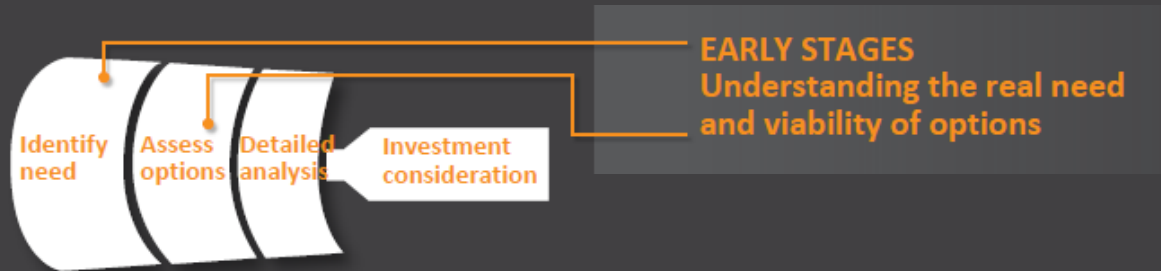 EARLY STAGES
Understanding the real need
and viability of options
Identify
need
Assess
options
Detailed
analysis
Investment
consideration